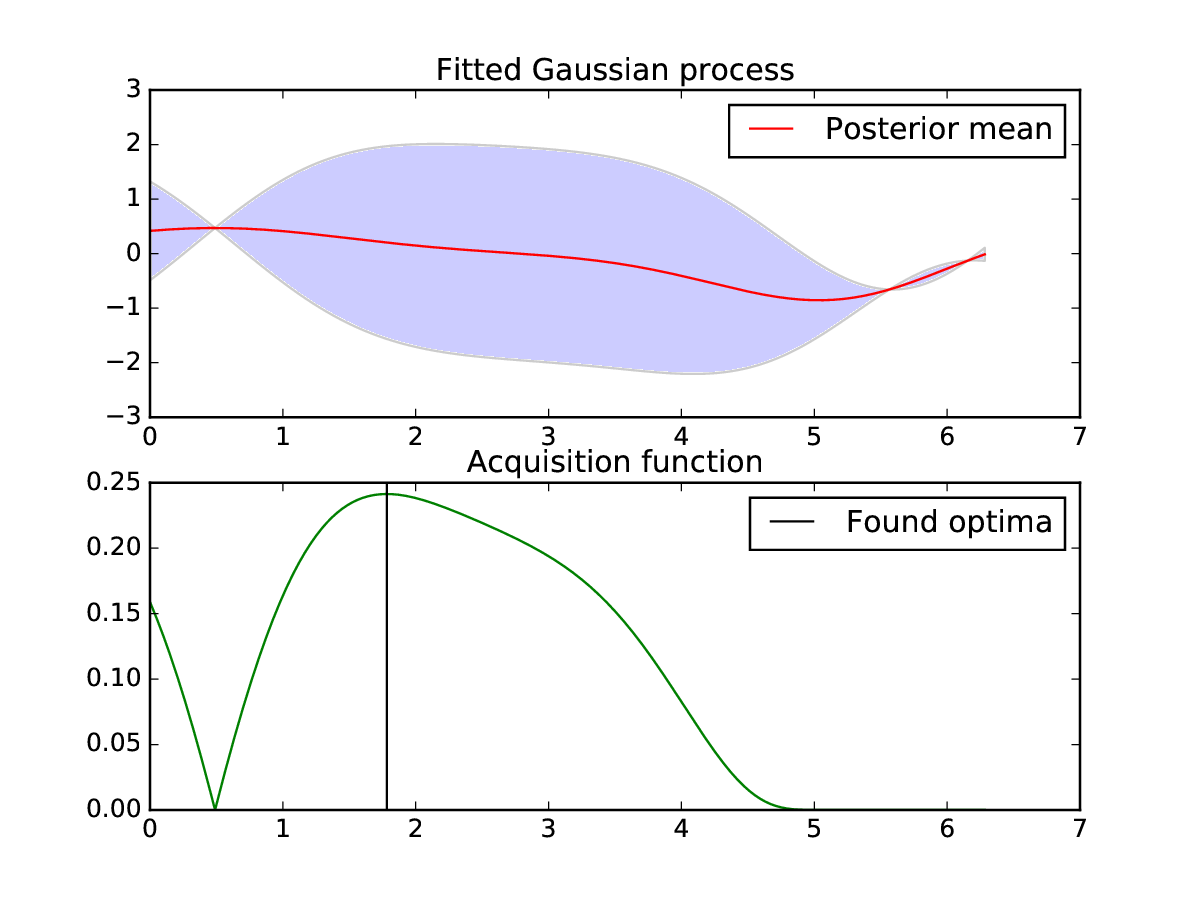 Fitted Gaussian process
3
2
1
0
−1
−2
−3
Posterior mean
0 1 2 3 4 5 6 7
Acquisition function
0.25
0.20
0.15
0.10
0.05
0.00
Found optima
0 1 2 3 4 5 6 7